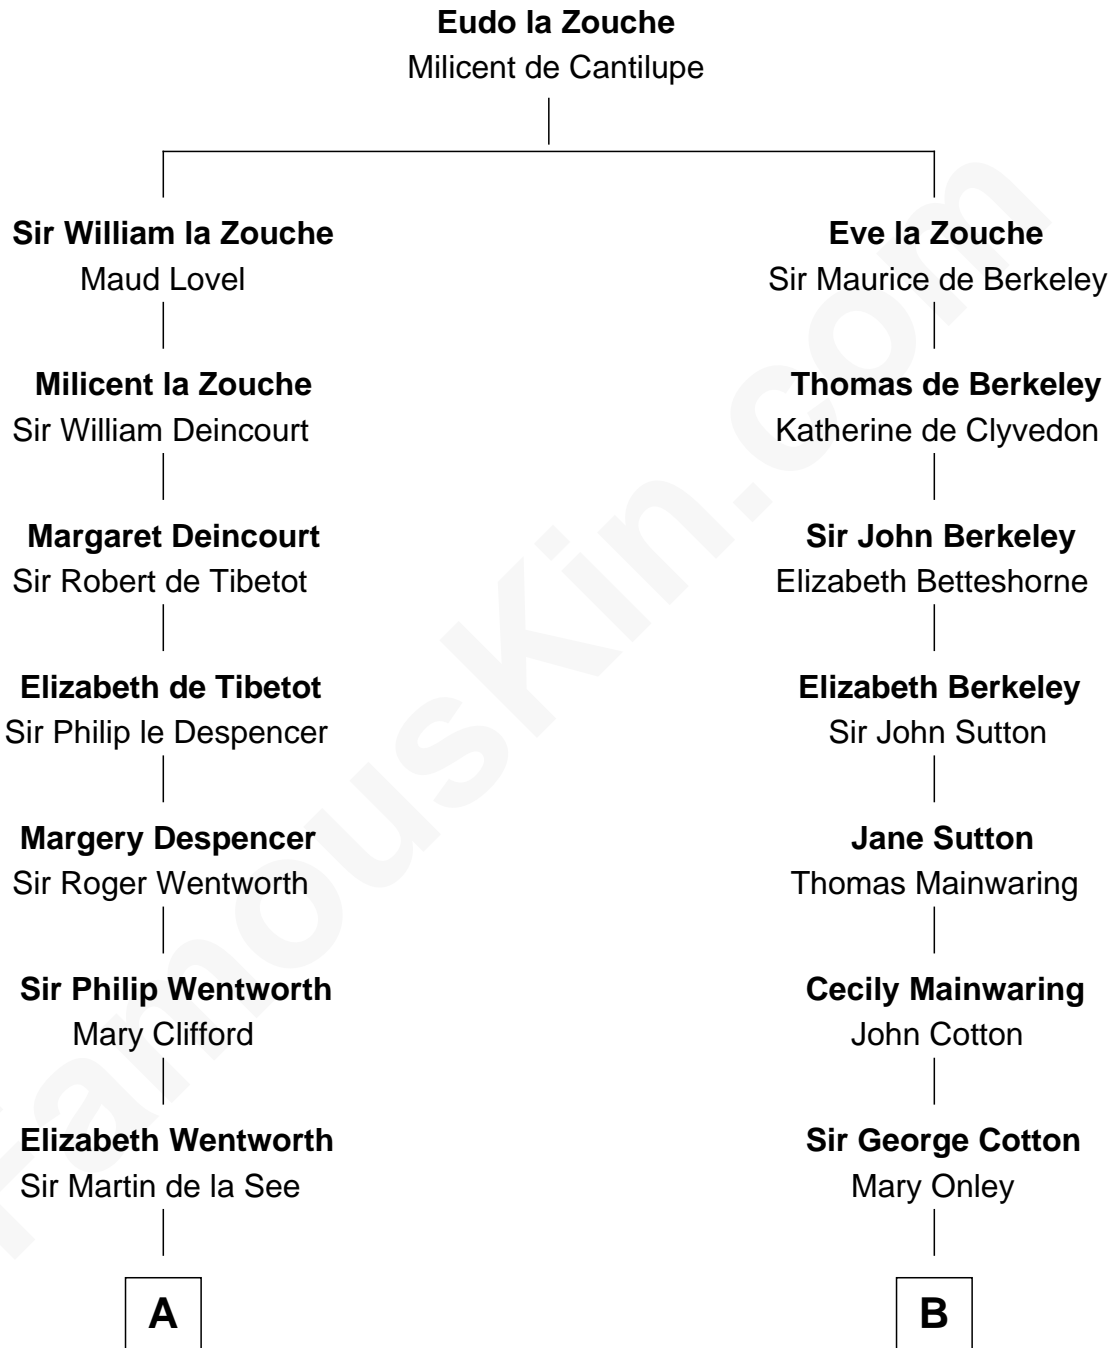 Eudo la Zouche
Milicent de Cantilupe
Sir William la Zouche
Maud Lovel
Eve la Zouche
Sir Maurice de Berkeley
Milicent la Zouche
Sir William Deincourt
Thomas de Berkeley
Katherine de Clyvedon
Margaret Deincourt
Sir Robert de Tibetot
Sir John Berkeley
Elizabeth Betteshorne
Elizabeth de Tibetot
Sir Philip le Despencer
Elizabeth Berkeley
Sir John Sutton
Margery Despencer
Sir Roger Wentworth
Jane Sutton
Thomas Mainwaring
Sir Philip Wentworth
Mary Clifford
Cecily Mainwaring
John Cotton
Elizabeth Wentworth
Sir Martin de la See
Sir George Cotton
Mary Onley
A
B
FamousKin.com